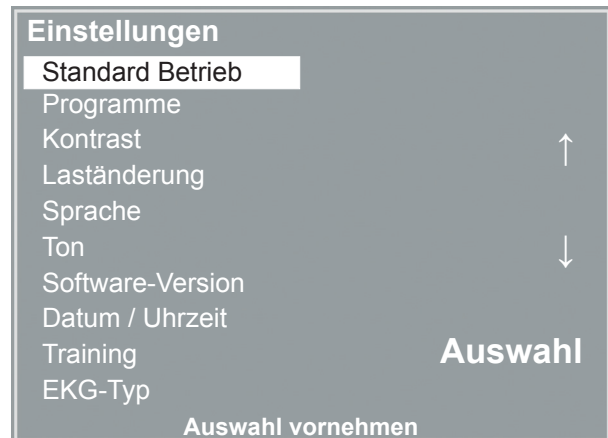 Einstellungen
Standard Betrieb
Programme
Kontrast
↑
Laständerung
Sprache
Ton
↓
Software-Version
Datum / Uhrzeit
Training
Auswahl
EKG-Typ
Auswahl vornehmen